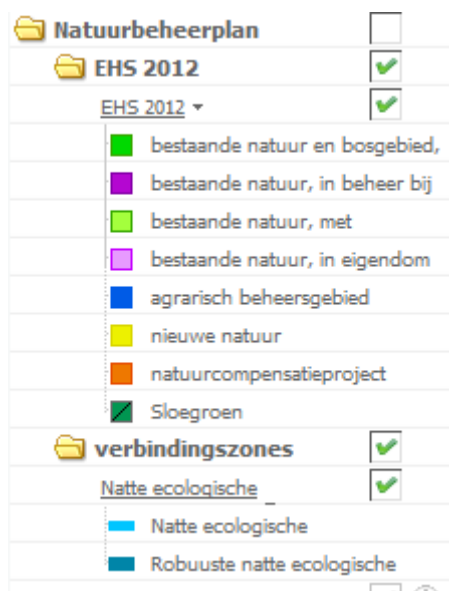 Natuurbeheerplan
EHS 2012
EHS 2012
bestaande natuur en bosgebied,
bestaande natuur, in beheer bij
bestaande natuur, met
bestaande natuur, in eigendom
agrarisch beheersgebied
nieuwe natuur
natuurcompensatieproject
Sloegroen
verbindingszones
Natte ecologische
Natte ecologische
Robuuste natte ecologische